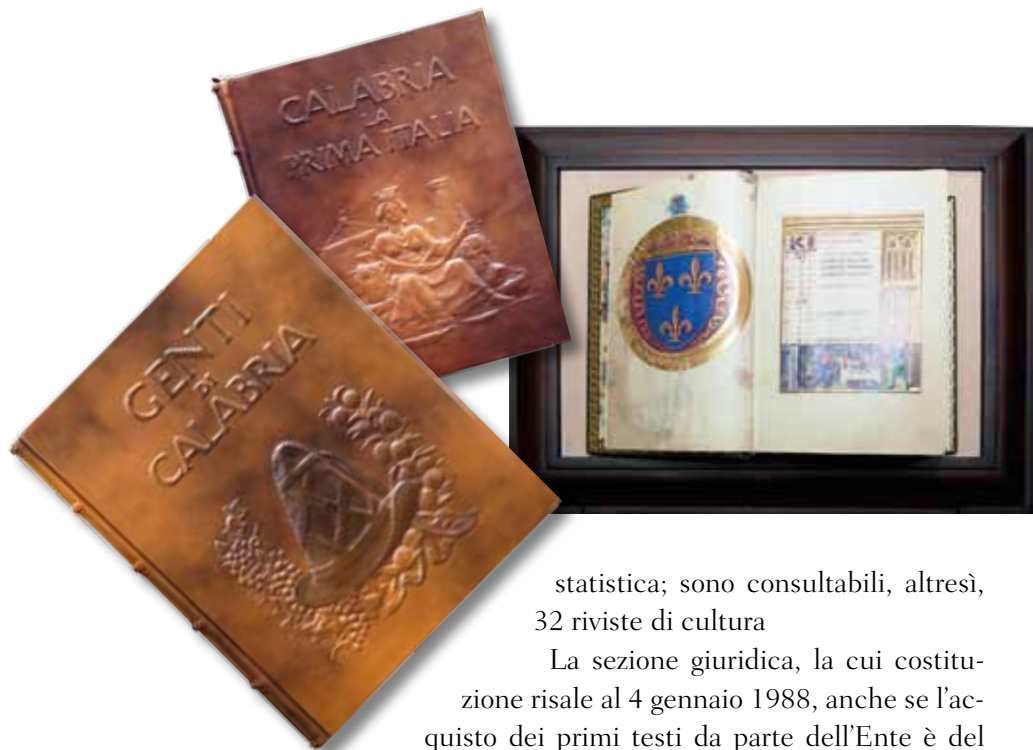 CALABRIA
LA
PRIMA ITALIA
GENTI
DI
CALABRIA
statistica; sono consultabili, altresì,
32 riviste di cultura
La sezione giuridica, la cui costitu-
zione risale al 4 gennaio 1988, anche se l’ac-
quisto dei primi testi da parte dell’Ente è del